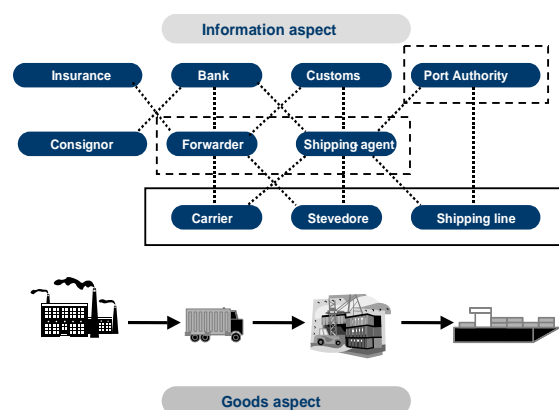 Information aspect
Insurance
Bank
Customs
Port Authority
Consignor
Forwarder
Shipping agent
Carrier
Stevedore
Shipping line
Goods aspect